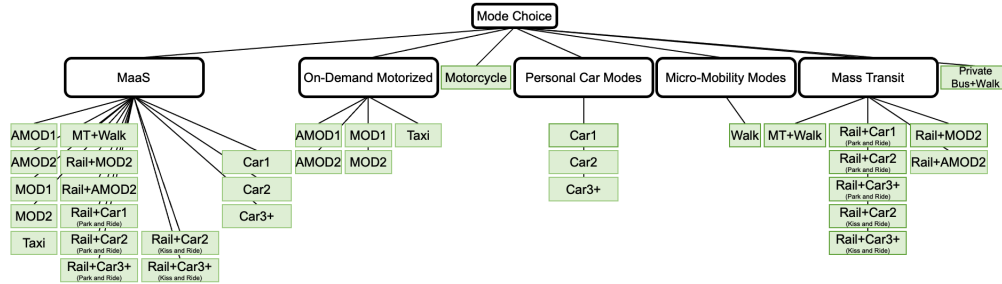 Mode Choice
MaaS
On-Demand Motorized
Motorcycle
Personal Car Modes
Micro-Mobility Modes
Mass Transit
Private
Bus+Walk
AMOD1
AMOD2
MOD1
MOD2
Taxi
MT+Walk
Rail+MOD2
Rail+AMOD2
Rail+Car1
(Park and Ride)
Rail+Car2
(Park and Ride)
Rail+Car3+
(Park and Ride)
Rail+Car2
(Kiss and Ride)
Rail+Car3+
(Kiss and Ride)
Car1
Car2
Car3+
AMOD1
AMOD2
MOD1
MOD2
Taxi
Car1
Car2
Car3+
Walk
MT+Walk
Rail+Car1
(Park and Ride)
Rail+Car2
(Park and Ride)
Rail+Car3+
(Park and Ride)
Rail+Car2
(Kiss and Ride)
Rail+Car3+
(Kiss and Ride)
Rail+MOD2
Rail+AMOD2